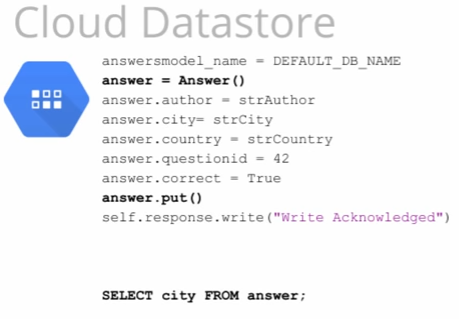 Cloud Datastore
answersmodel_name = DEFAULT_DB_NAME
answer = Answer()
answer.author = strAuthor
answer.city= strCity
answer.country = strCountry
answer.questionid = 42
answer.correct = True
answer.put()
self.response.write("Write Acknowledged")
SELECT city FROM answer;